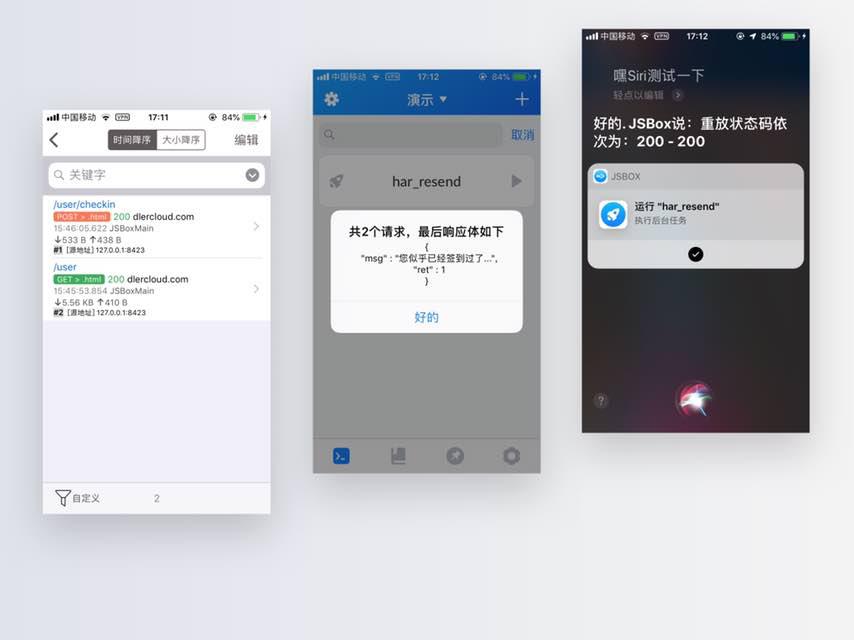 中国移动 VPN 17:11 84%
时间降序 大小降序 编辑
关键字
/user/checkin
POST > .html 200 dlercloud.com
15:46:05.622 JSBoxMain
↓533 B ↑438 B
#1 [源地址] 127.0.0.1:8423
/user
GET > .html 200 dlercloud.com
15:45:53.854 JSBoxMain
↓5.56 KB ↑410 B
#2 [源地址] 127.0.0.1:8423
自定义 2
中国移动 VPN 17:12 84%
演示 ▼
取消
har_resend
共2个请求，最后响应体如下
{
"msg" : "您似乎已经签到过了...",
"ret" : 1
}
好的
中国移动 VPN 17:12 84%
嘿Siri测试一下
轻点以编辑
好的. JSBox说：重放状态码依
次为：200 - 200
JSBOX
运行 "har_resend"
执行后台任务
?